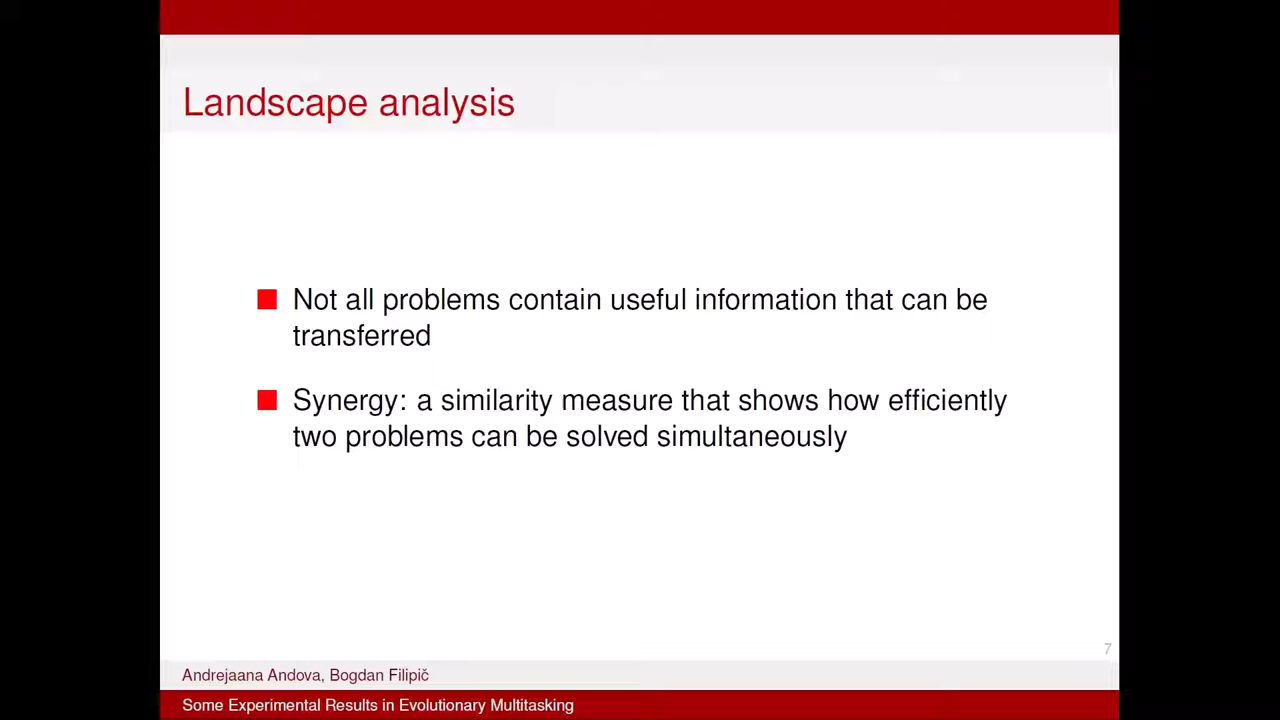 Landscape analysis
Not all problems contain useful information that can be
transferred
Synergy: a similarity measure that shows how efficiently
two problems can be solved simultaneously
7
Andrejaana Andova, Bogdan Filipič
Some Experimental Results in Evolutionary Multitasking